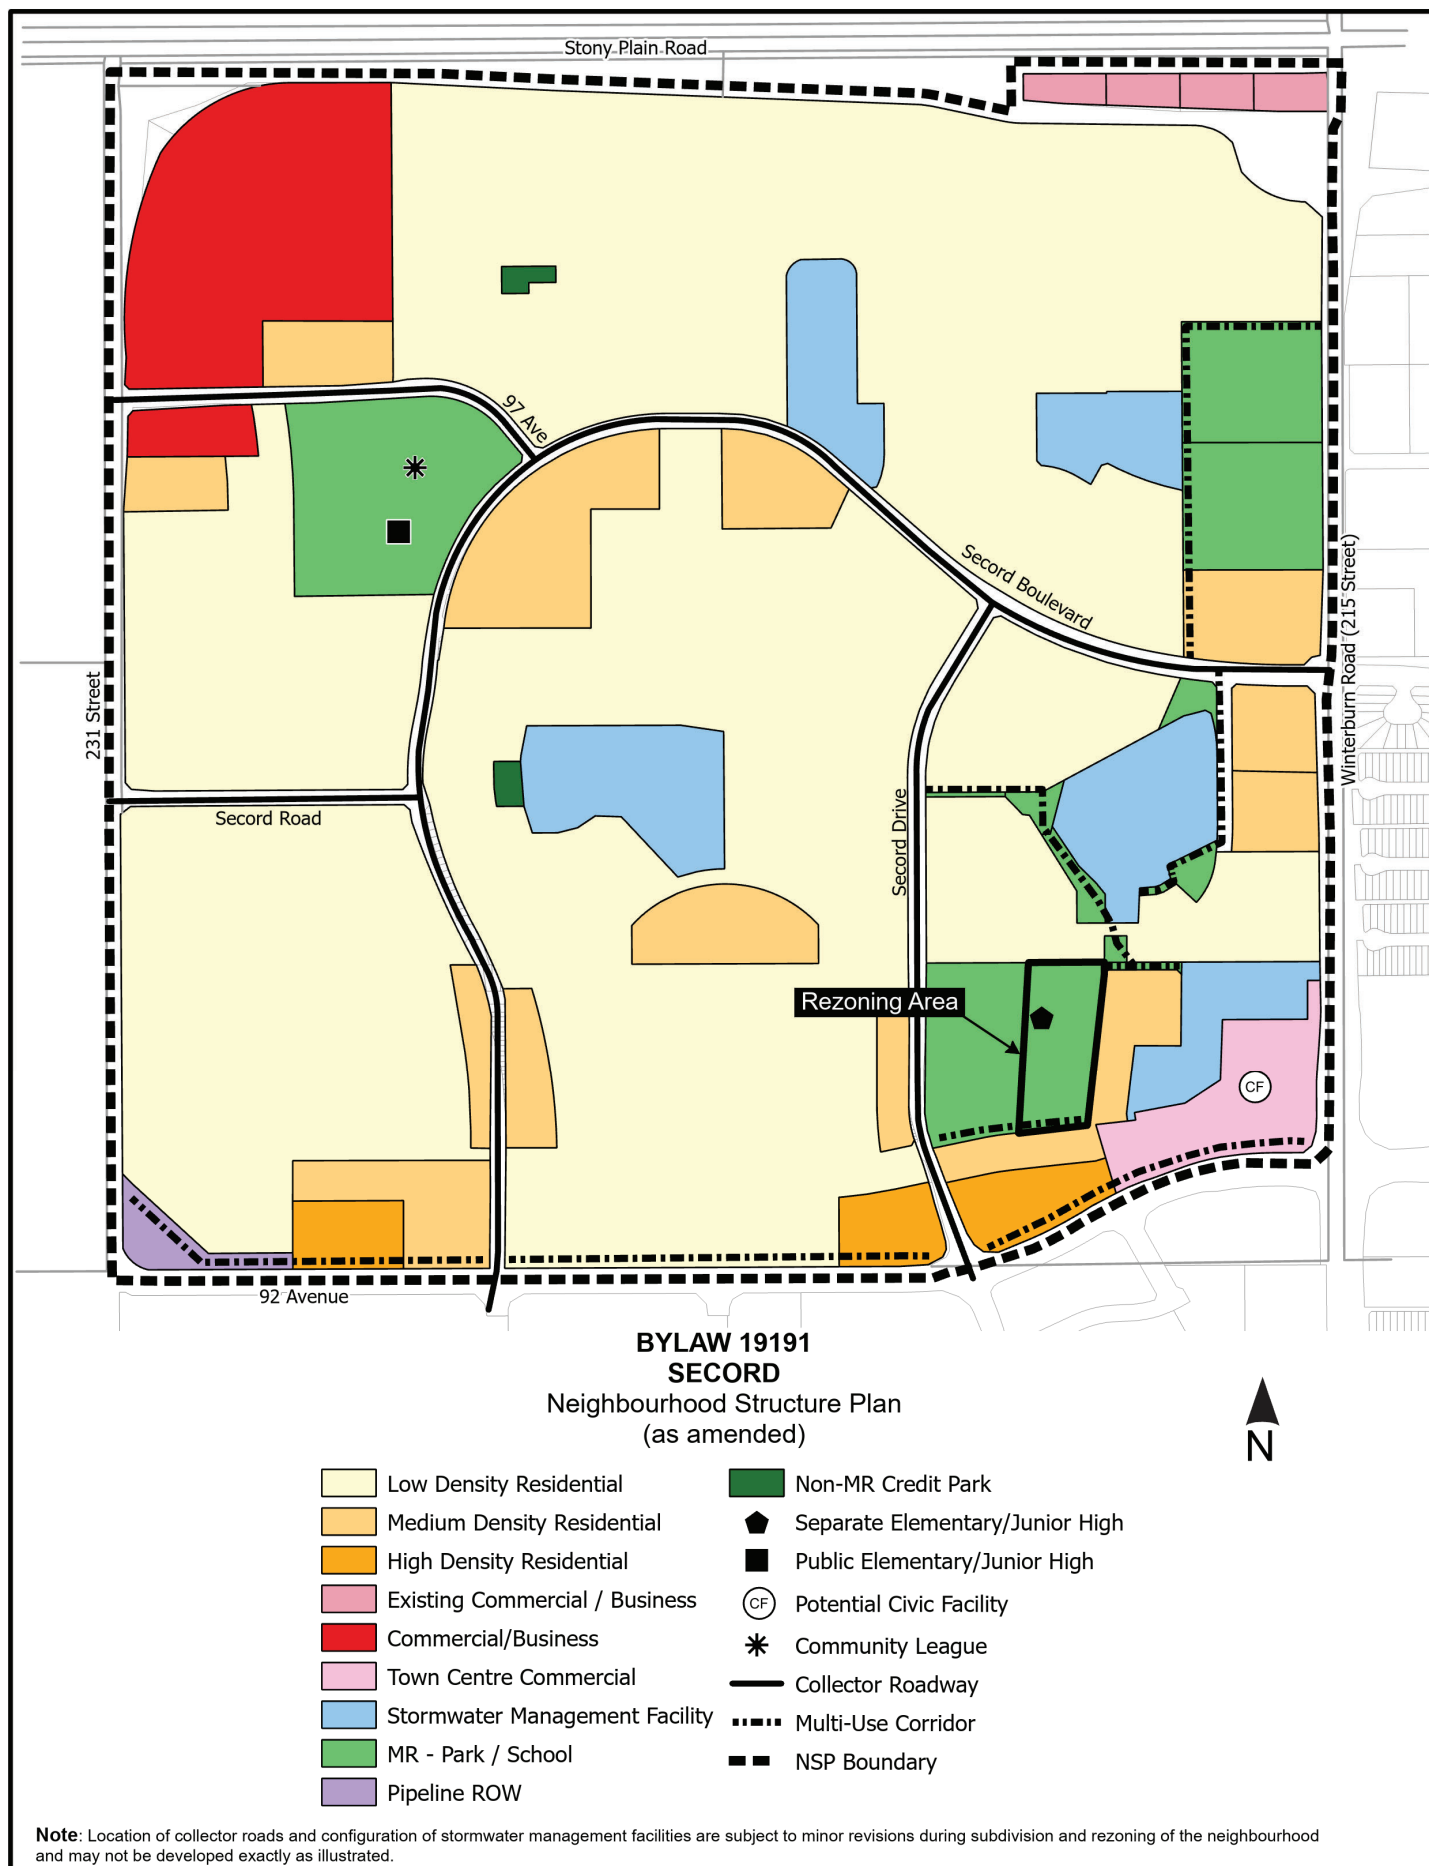 Stony Plain Road
97 Ave
Secord Boulevard
Winterburn Road (215 Street)
231 Street
Secord Road
Secord Drive
Rezoning Area
CF
92 Avenue
BYLAW 19191
SECORD
Neighbourhood Structure Plan
(as amended)
N
Low Density Residential
Medium Density Residential
High Density Residential
Existing Commercial / Business
Commercial/Business
Town Centre Commercial
Stormwater Management Facility
MR - Park / School
Pipeline ROW
Non-MR Credit Park
Separate Elementary/Junior High
Public Elementary/Junior High
CF Potential Civic Facility
Community League
Collector Roadway
Multi-Use Corridor
NSP Boundary
Note: Location of collector roads and configuration of stormwater management facilities are subject to minor revisions during subdivision and rezoning of the neighbourhood
and may not be developed exactly as illustrated.